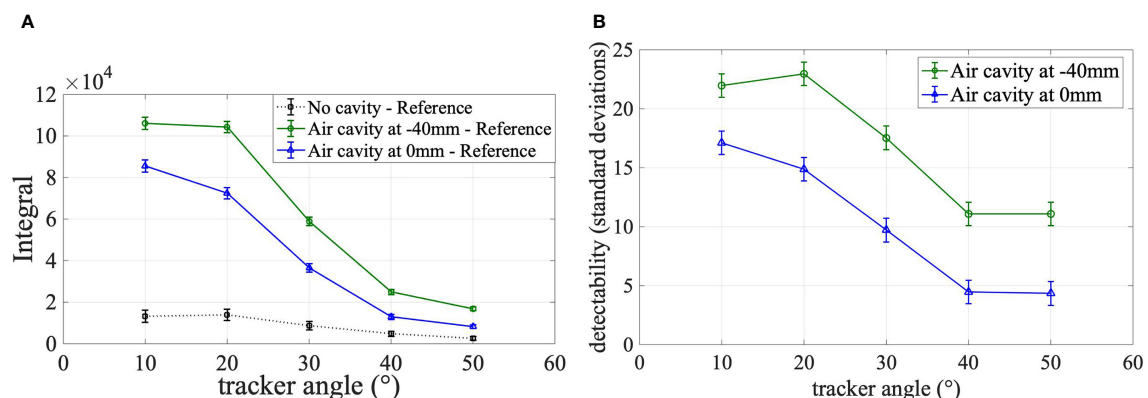 A
×10⁴
12
10
8
6
4
2
0
0 10 20 30 40 50 60
Integral
tracker angle (°)
No cavity - Reference
Air cavity at -40mm - Reference
Air cavity at 0mm - Reference
B
25
20
15
10
5
0
0 10 20 30 40 50 60
detectability (standard deviations)
tracker angle (°)
Air cavity at -40mm
Air cavity at 0mm